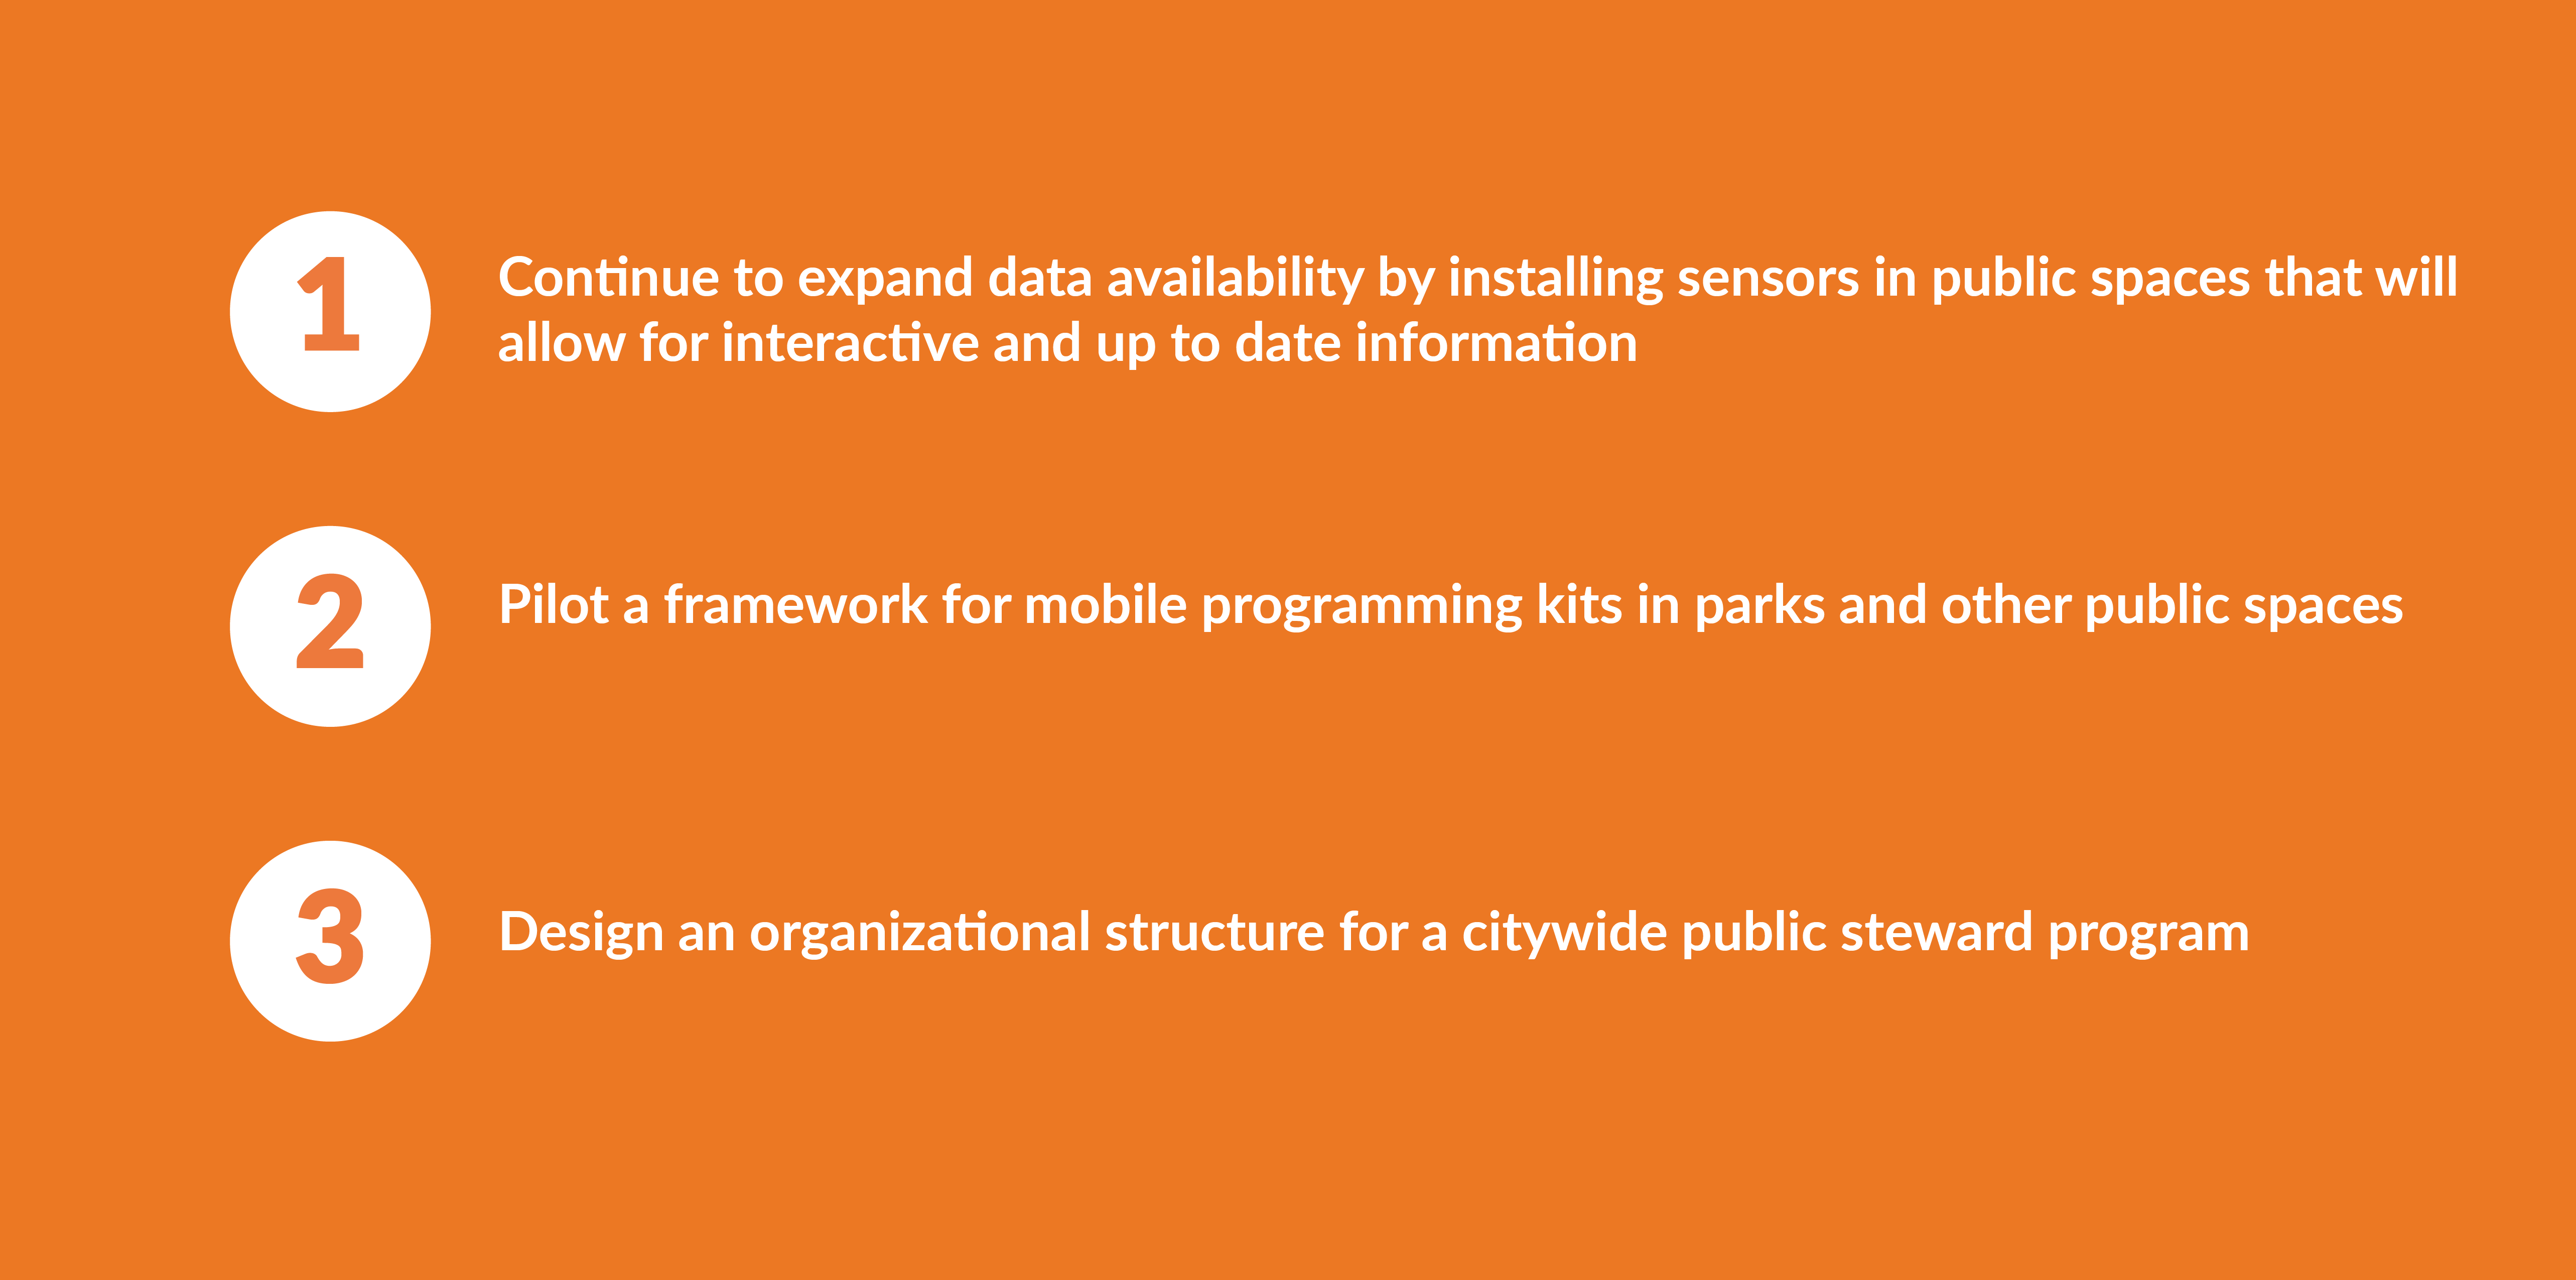 1
Continue to expand data availability by installing sensors in public spaces that will
allow for interactive and up to date information
2
Pilot a framework for mobile programming kits in parks and other public spaces
3
Design an organizational structure for a citywide public steward program